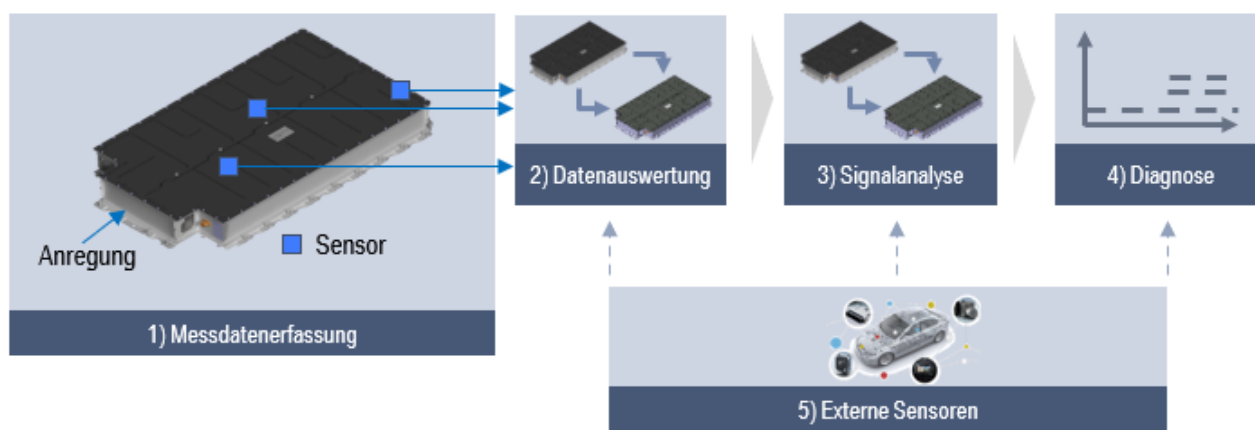 Anregung
Sensor
1) Messdatenerfassung
2) Datenauswertung
3) Signalanalyse
4) Diagnose
5) Externe Sensoren